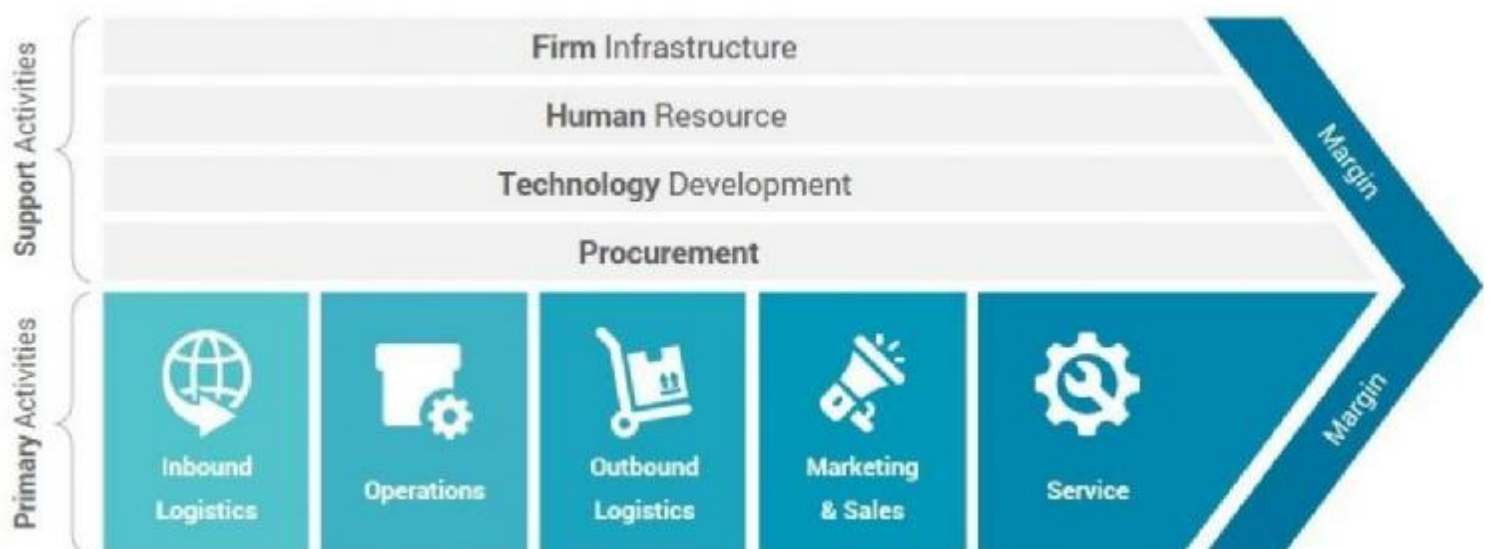 Support Activities
Firm Infrastructure
Human Resource
Technology Development
Procurement
Margin
Primary Activities
Inbound
Logistics
Operations
Outbound
Logistics
Marketing
& Sales
Service
Margin